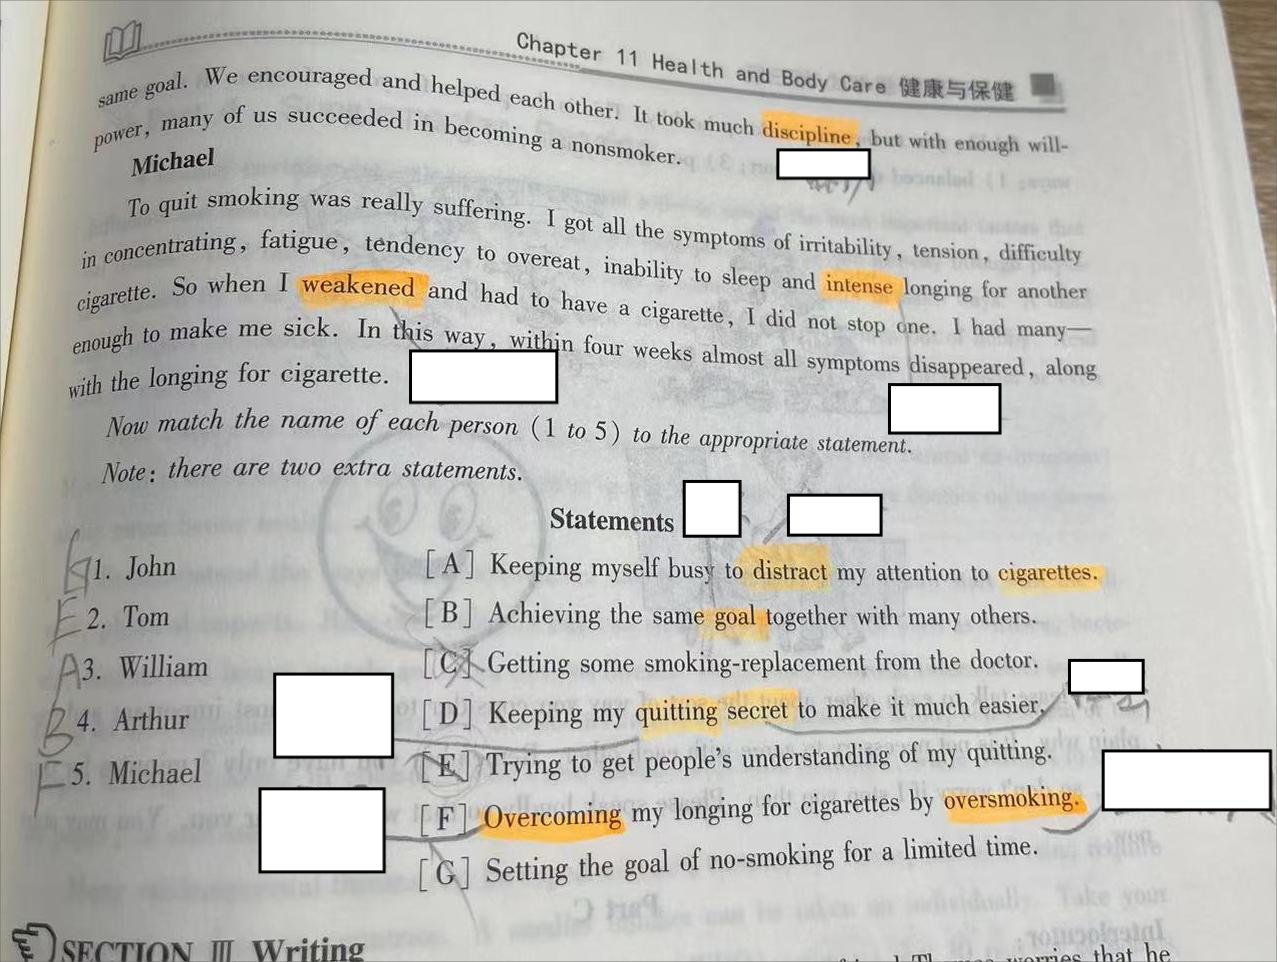 Chapter 11 Health and Body Care 健康与保健
same goal. We encouraged and helped each other. It took much discipline, but with enough will-
power, many of us succeeded in becoming a nonsmoker.
Michael
To quit smoking was really suffering. I got all the symptoms of irritability, tension, difficulty
in concentrating, fatigue, tendency to overeat, inability to sleep and intense longing for another
cigarette. So when I weakened and had to have a cigarette, I did not stop one. I had many—
enough to make me sick. In this way, within four weeks almost all symptoms disappeared, along
with the longing for cigarette.
Now match the name of each person (1 to 5) to the appropriate statement.
Note: there are two extra statements.
Statements
G 1. John [A] Keeping myself busy to distract my attention to cigarettes.
E 2. Tom [B] Achieving the same goal together with many others.
A 3. William [C] Getting some smoking-replacement from the doctor.
B 4. Arthur [D] Keeping my quitting secret to make it much easier.
F 5. Michael [E] Trying to get people's understanding of my quitting.
[F] Overcoming my longing for cigarettes by oversmoking.
[G] Setting the goal of no-smoking for a limited time.
SECTION III Writing
worries that he